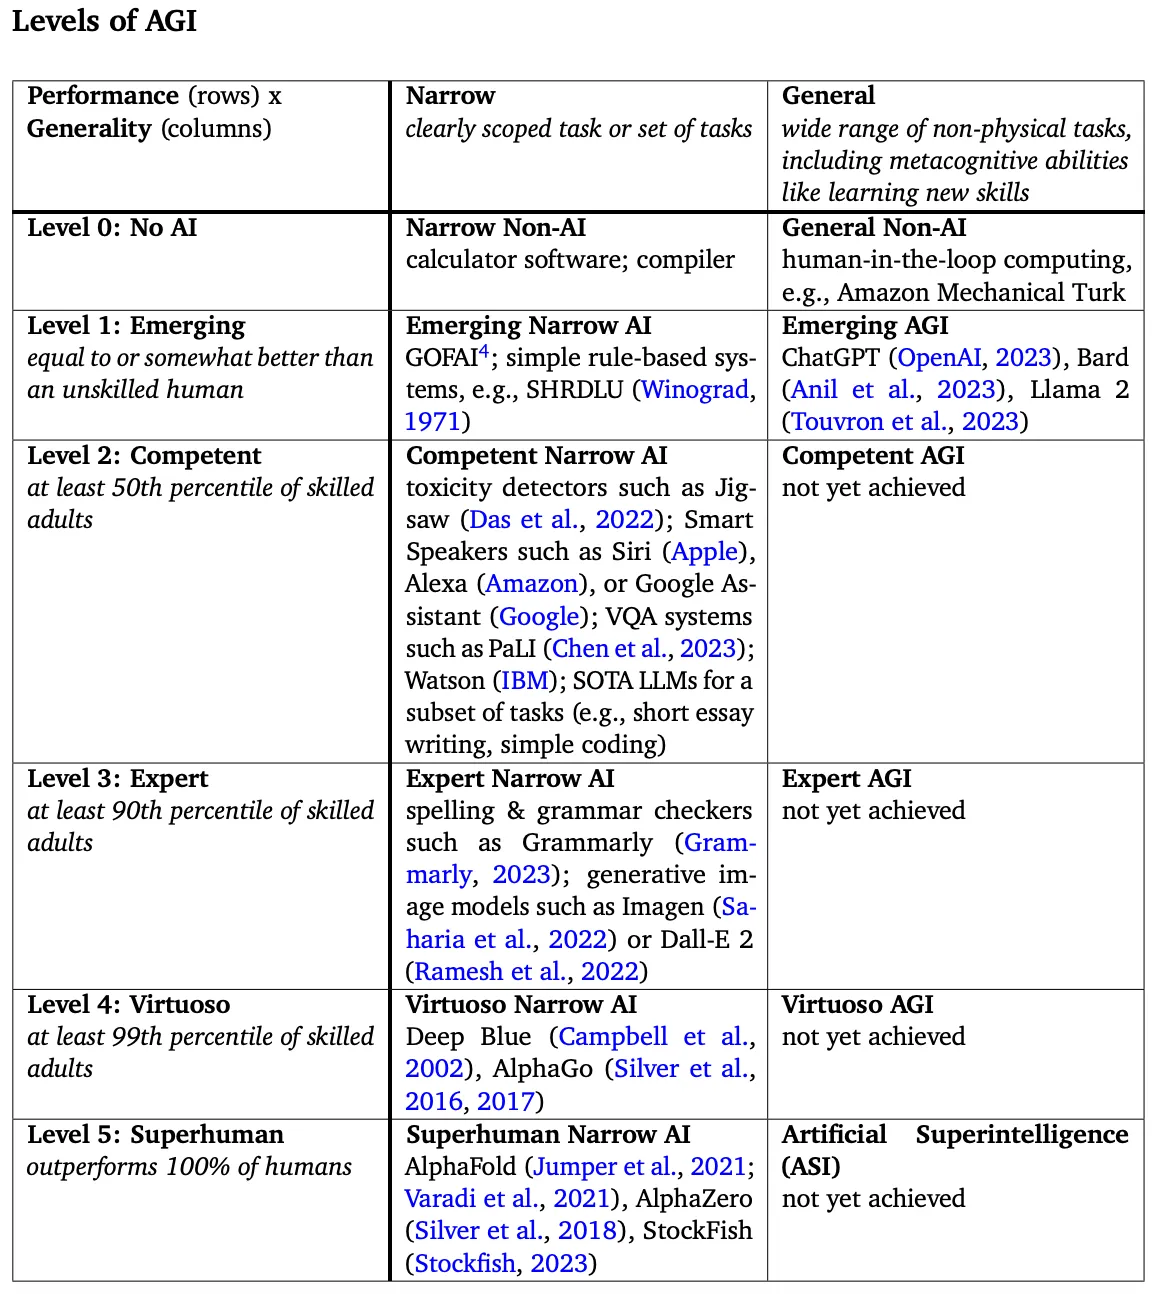 Levels of AGI
Performance (rows) x
Generality (columns)
Narrow
clearly scoped task or set of tasks
General
wide range of non-physical tasks,
including metacognitive abilities
like learning new skills
Level 0: No AI
Narrow Non-AI
calculator software; compiler
General Non-AI
human-in-the-loop computing,
e.g., Amazon Mechanical Turk
Level 1: Emerging
equal to or somewhat better than
an unskilled human
Emerging Narrow AI
GOFAI4; simple rule-based sys-
tems, e.g., SHRDLU (Winograd,
1971)
Emerging AGI
ChatGPT (OpenAI, 2023), Bard
(Anil et al., 2023), Llama 2
(Touvron et al., 2023)
Level 2: Competent
at least 50th percentile of skilled
adults
Competent Narrow AI
toxicity detectors such as Jig-
saw (Das et al., 2022); Smart
Speakers such as Siri (Apple),
Alexa (Amazon), or Google As-
sistant (Google); VQA systems
such as PaLI (Chen et al., 2023);
Watson (IBM); SOTA LLMs for a
subset of tasks (e.g., short essay
writing, simple coding)
Competent AGI
not yet achieved
Level 3: Expert
at least 90th percentile of skilled
adults
Expert Narrow AI
spelling & grammar checkers
such as Grammarly (Gram-
marly, 2023); generative im-
age models such as Imagen (Sa-
haria et al., 2022) or Dall-E 2
(Ramesh et al., 2022)
Expert AGI
not yet achieved
Level 4: Virtuoso
at least 99th percentile of skilled
adults
Virtuoso Narrow AI
Deep Blue (Campbell et al.,
2002), AlphaGo (Silver et al.,
2016, 2017)
Virtuoso AGI
not yet achieved
Level 5: Superhuman
outperforms 100% of humans
Superhuman Narrow AI
AlphaFold (Jumper et al., 2021;
Varadi et al., 2021), AlphaZero
(Silver et al., 2018), StockFish
(Stockfish, 2023)
Artificial Superintelligence
(ASI)
not yet achieved